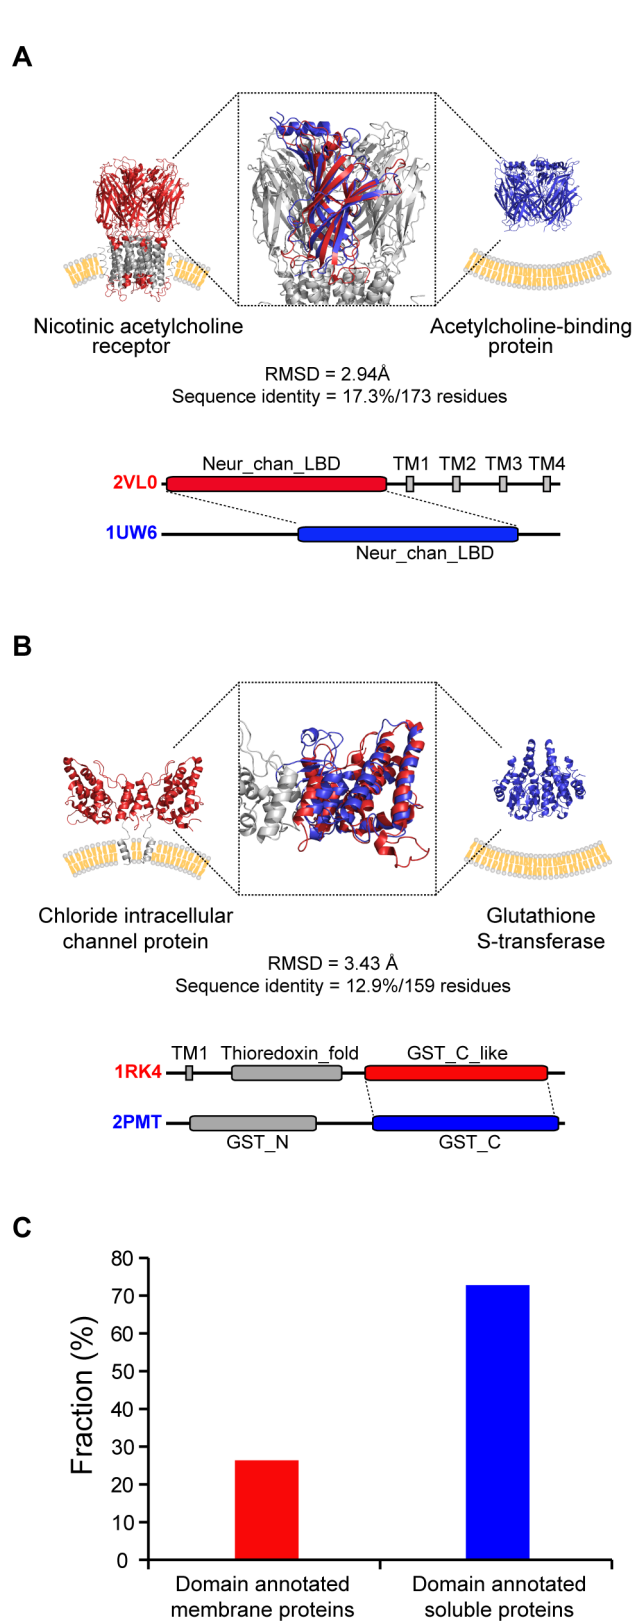 A
Nicotinic acetylcholine
receptor
Acetylcholine-binding
protein
RMSD = 2.94Å
Sequence identity = 17.3%/173 residues
Neur_chan_LBD
TM1 TM2 TM3 TM4
2VL0
1UW6
Neur_chan_LBD
B
Chloride intracellular
channel protein
Glutathione
S-transferase
RMSD = 3.43 Å
Sequence identity = 12.9%/159 residues
TM1 Thioredoxin_fold GST_C_like
1RK4
2PMT
GST_N GST_C
C
Fraction (%)
80
70
60
50
40
30
20
10
0
Domain annotated
membrane proteins
Domain annotated
soluble proteins